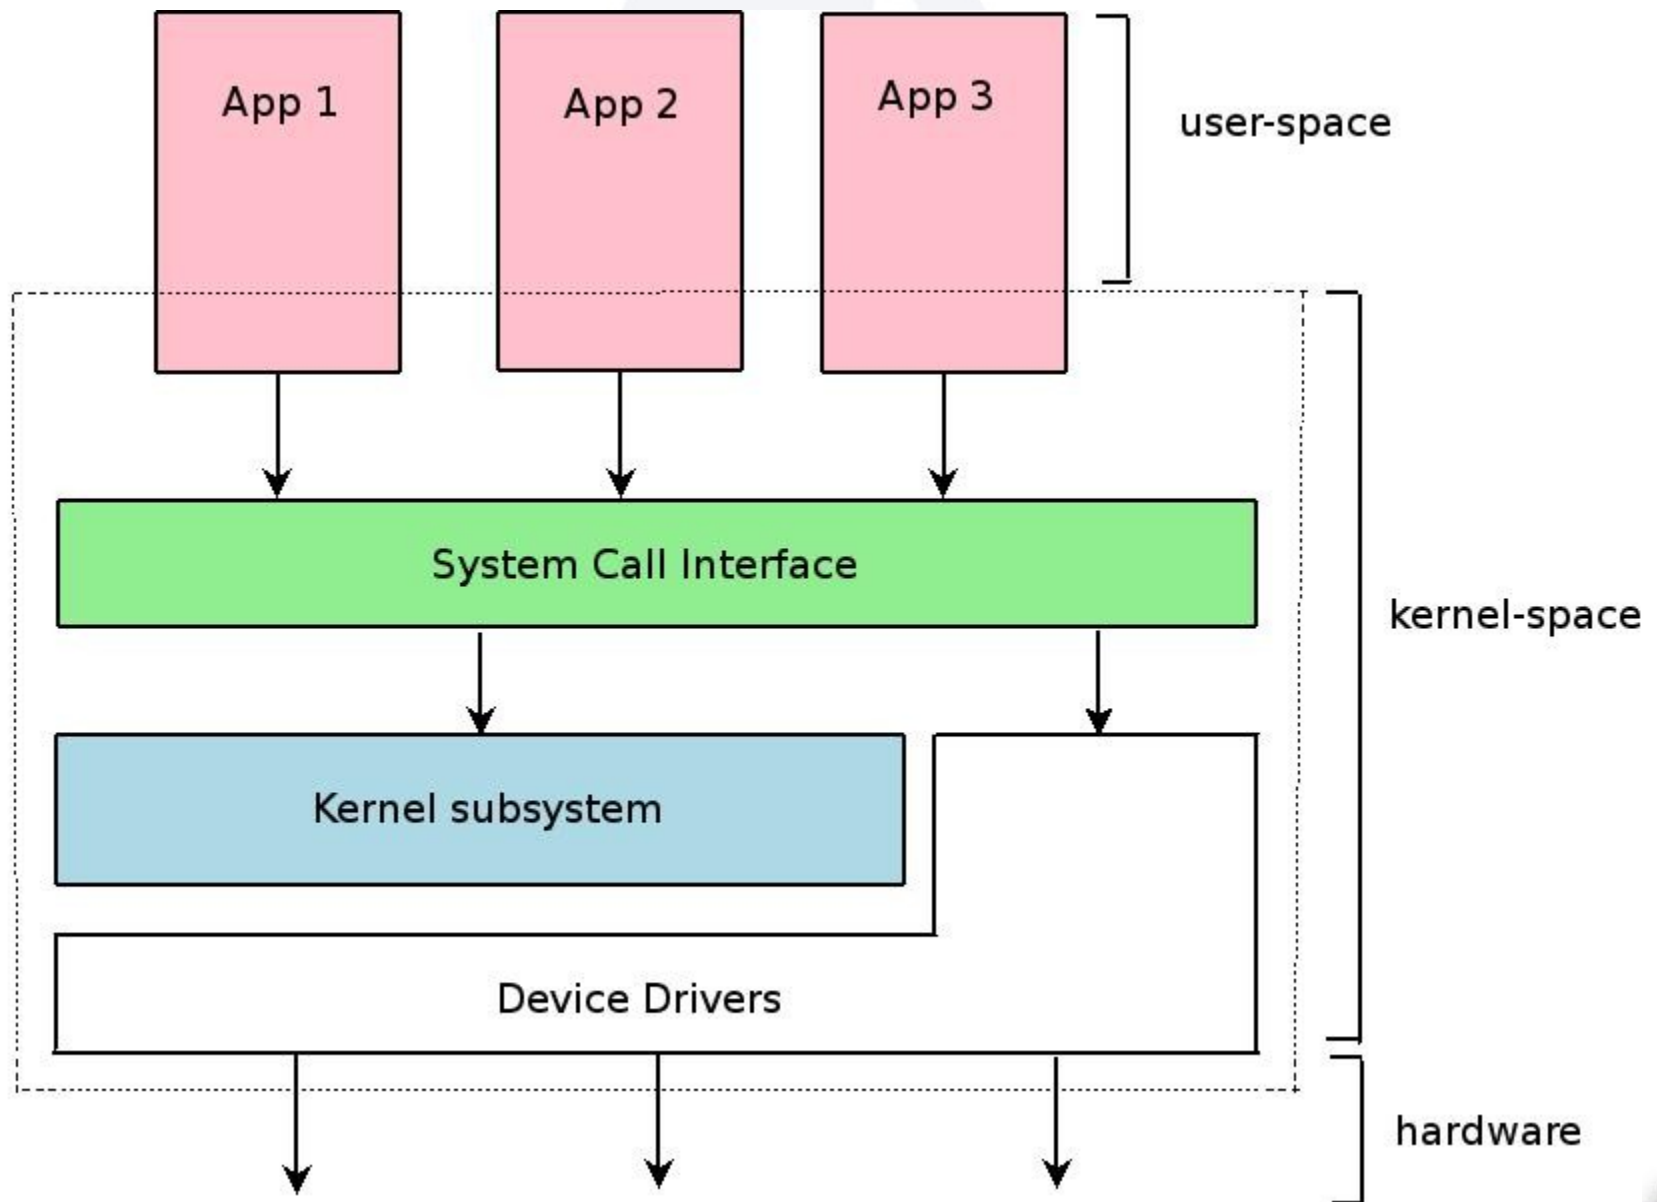 App 1
App 2
App 3
user-space
System Call Interface
kernel-space
Kernel subsystem
Device Drivers
hardware